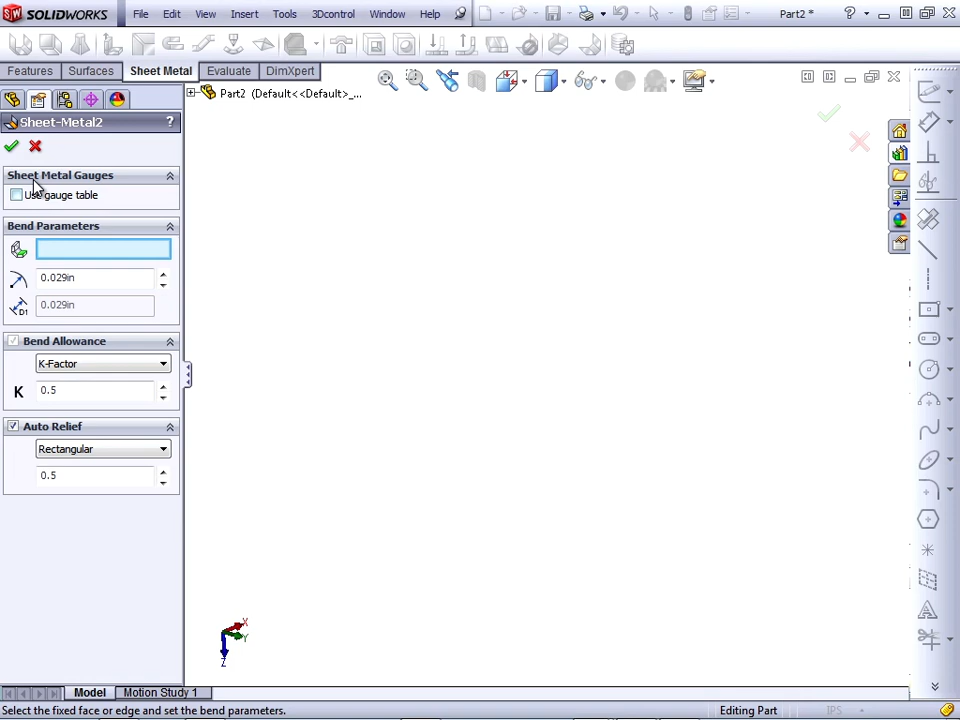 SOLIDWORKS File Edit View Insert Tools 3Dcontrol Window Help Part2 *
Features Surfaces Sheet Metal Evaluate DimXpert
Part2 (Default<<Default>_...
Sheet-Metal2 ?
Sheet Metal Gauges
Use gauge table
Bend Parameters
0.029in
D1 0.029in
Bend Allowance
K-Factor
K 0.5
Auto Relief
Rectangular
0.5
X
Y
Z
Model Motion Study 1
Select the fixed face or edge and set the bend parameters. Editing Part IPS